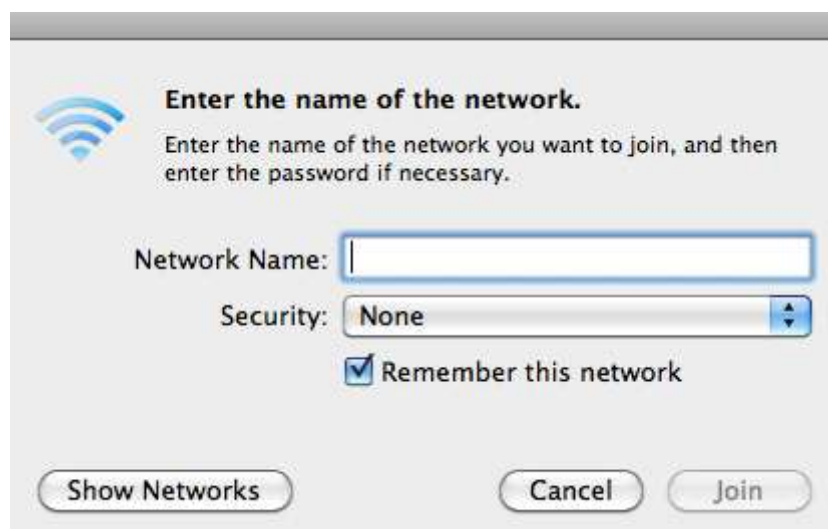 Enter the name of the network.
Enter the name of the network you want to join, and then
enter the password if necessary.
Network Name:
Security: None
Remember this network
Show Networks Cancel Join